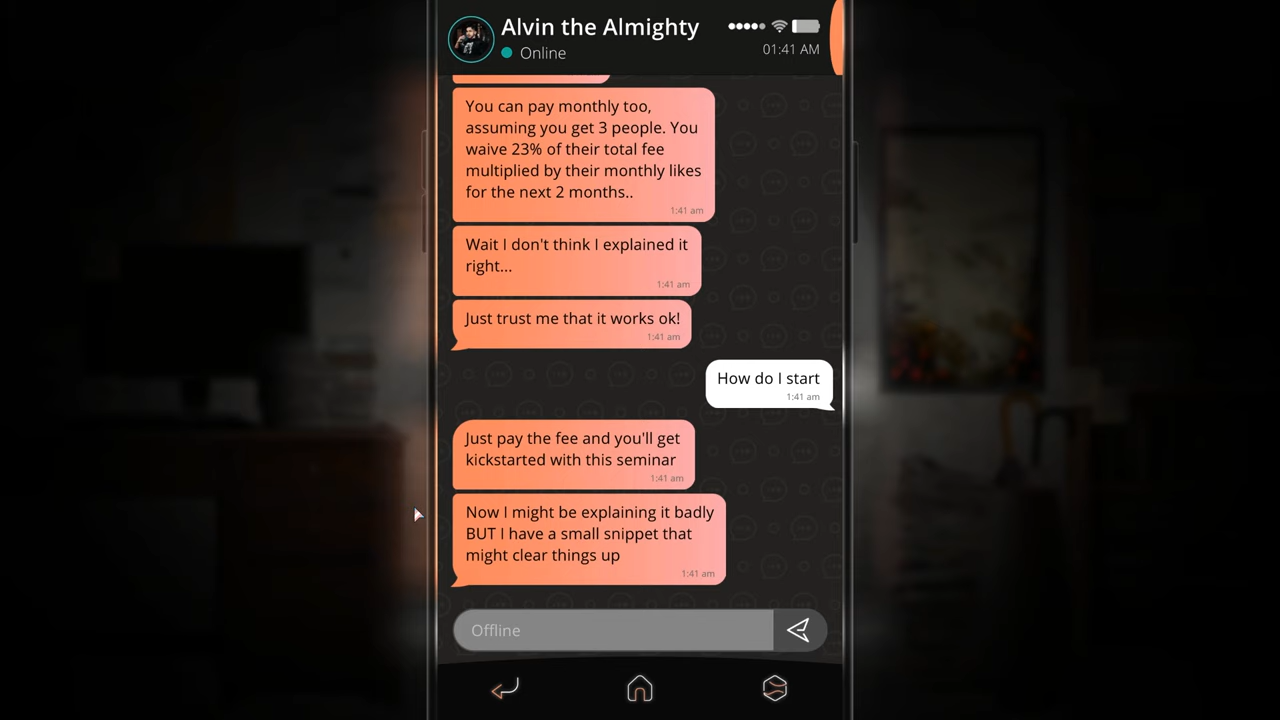 Alvin the Almighty
Online
01:41 AM
You can pay monthly too,
assuming you get 3 people. You
waive 23% of their total fee
multiplied by their monthly likes
for the next 2 months..
1:41 am
Wait I don't think I explained it
right...
1:41 am
Just trust me that it works ok!
1:41 am
How do I start
1:41 am
Just pay the fee and you'll get
kickstarted with this seminar
1:41 am
Now I might be explaining it badly
BUT I have a small snippet that
might clear things up
1:41 am
Offline